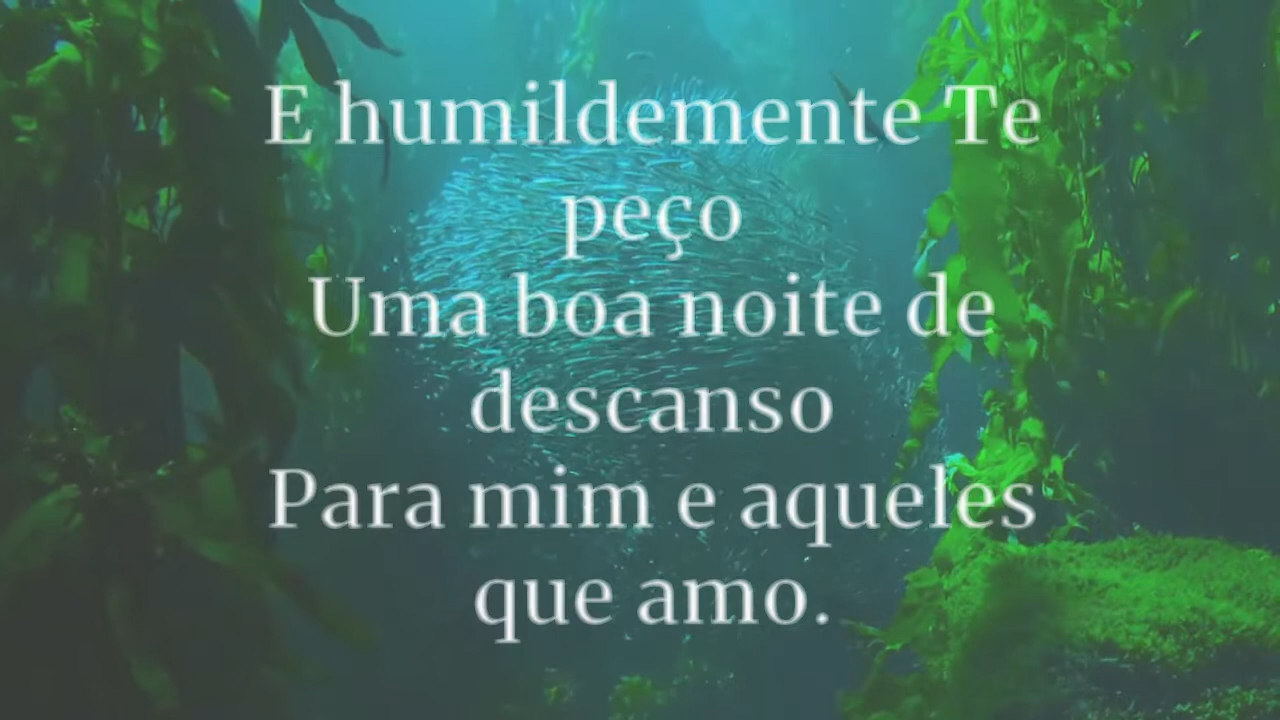 E humildemente Te
peço
Uma boa noite de
descanso
Para mim e aqueles
que amo.